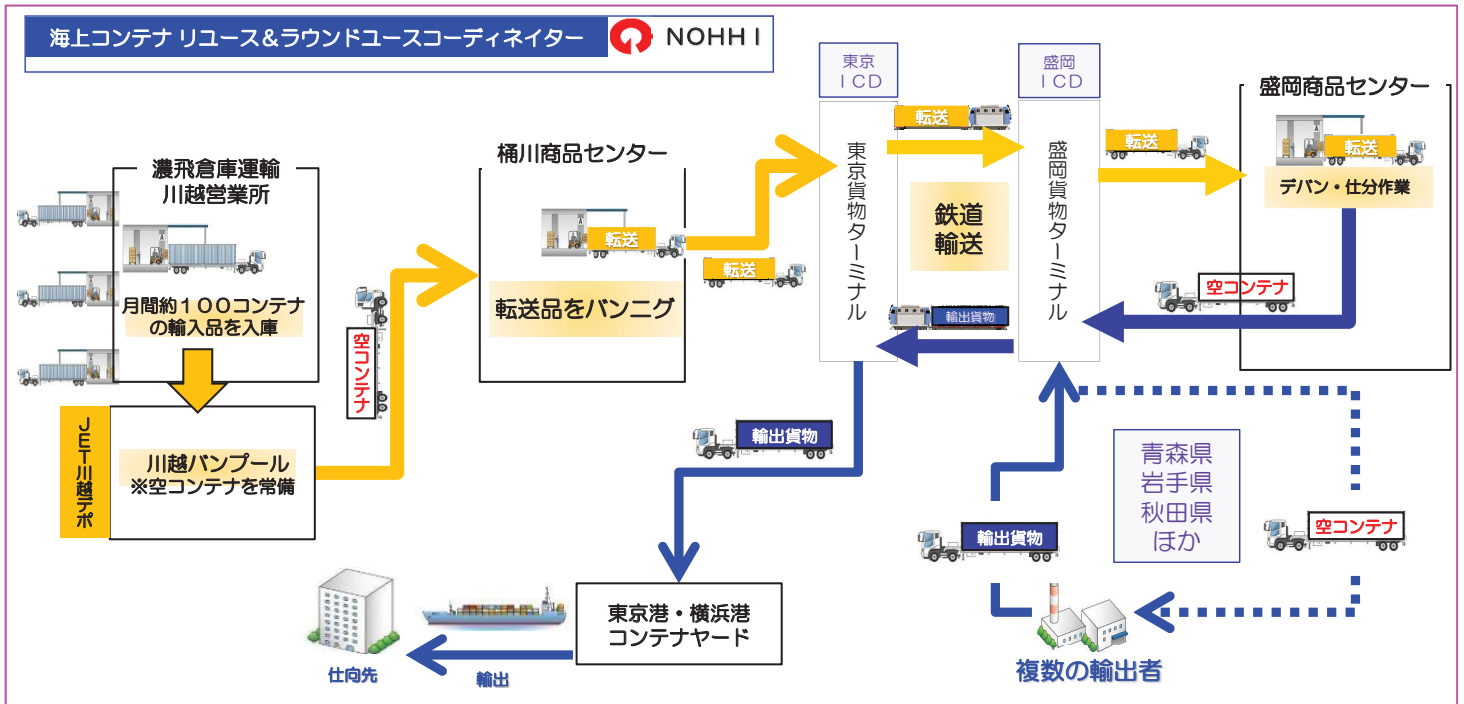 海上コンテナ リユース＆ラウンドユースコーディネイター
NOHHI
東京
ＩＣＤ
盛岡
ＩＣＤ
盛岡商品センター
転送
転送
転送
デバン・仕分作業
濃飛倉庫運輸
川越営業所
月間約１００コンテナ
の輸入品を入庫
桶川商品センター
転送
転送
転送品をバンニグ
東京貨物ターミナル
鉄道
輸送
盛岡貨物ターミナル
空コンテナ
輸出貨物
空コンテナ
ＪＥＴ川越デポ
川越バンプール
※空コンテナを常備
輸出貨物
青森県
岩手県
秋田県
ほか
輸出貨物
空コンテナ
東京港・横浜港
コンテナヤード
仕向先
輸出
複数の輸出者